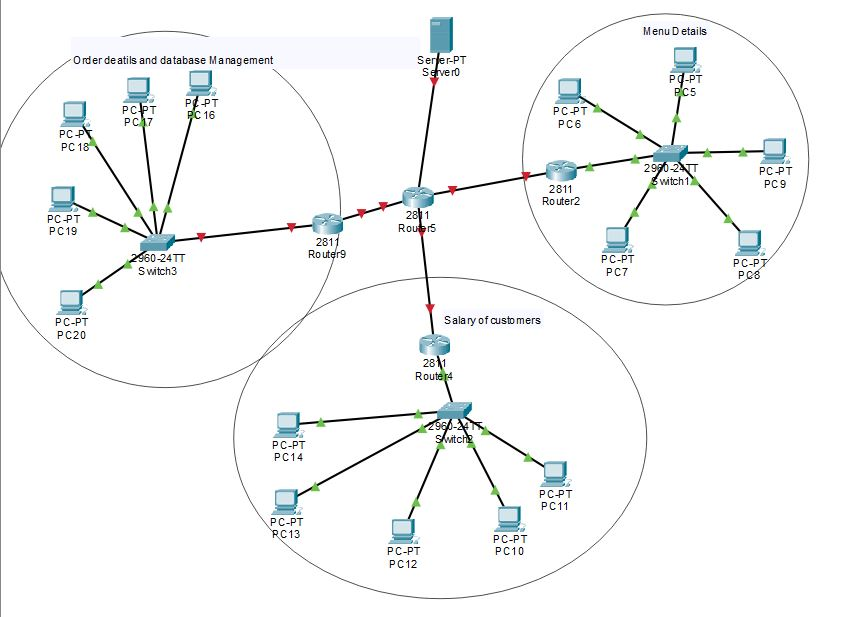 Order deatils and database Management
Server-PT
Server0
Menu Details
PC-PT
PC18
PC-PT
PC17
PC-PT
PC16
PC-PT
PC19
PC-PT
PC20
2960-24TT
Switch3
2811
Router9
2811
Router5
2811
Router2
PC-PT
PC6
PC-PT
PC5
2960-24TT
Switch1
PC-PT
PC9
PC-PT
PC7
PC-PT
PC8
Salary of customers
2811
Router4
2960-24TT
Switch2
PC-PT
PC14
PC-PT
PC13
PC-PT
PC12
PC-PT
PC10
PC-PT
PC11